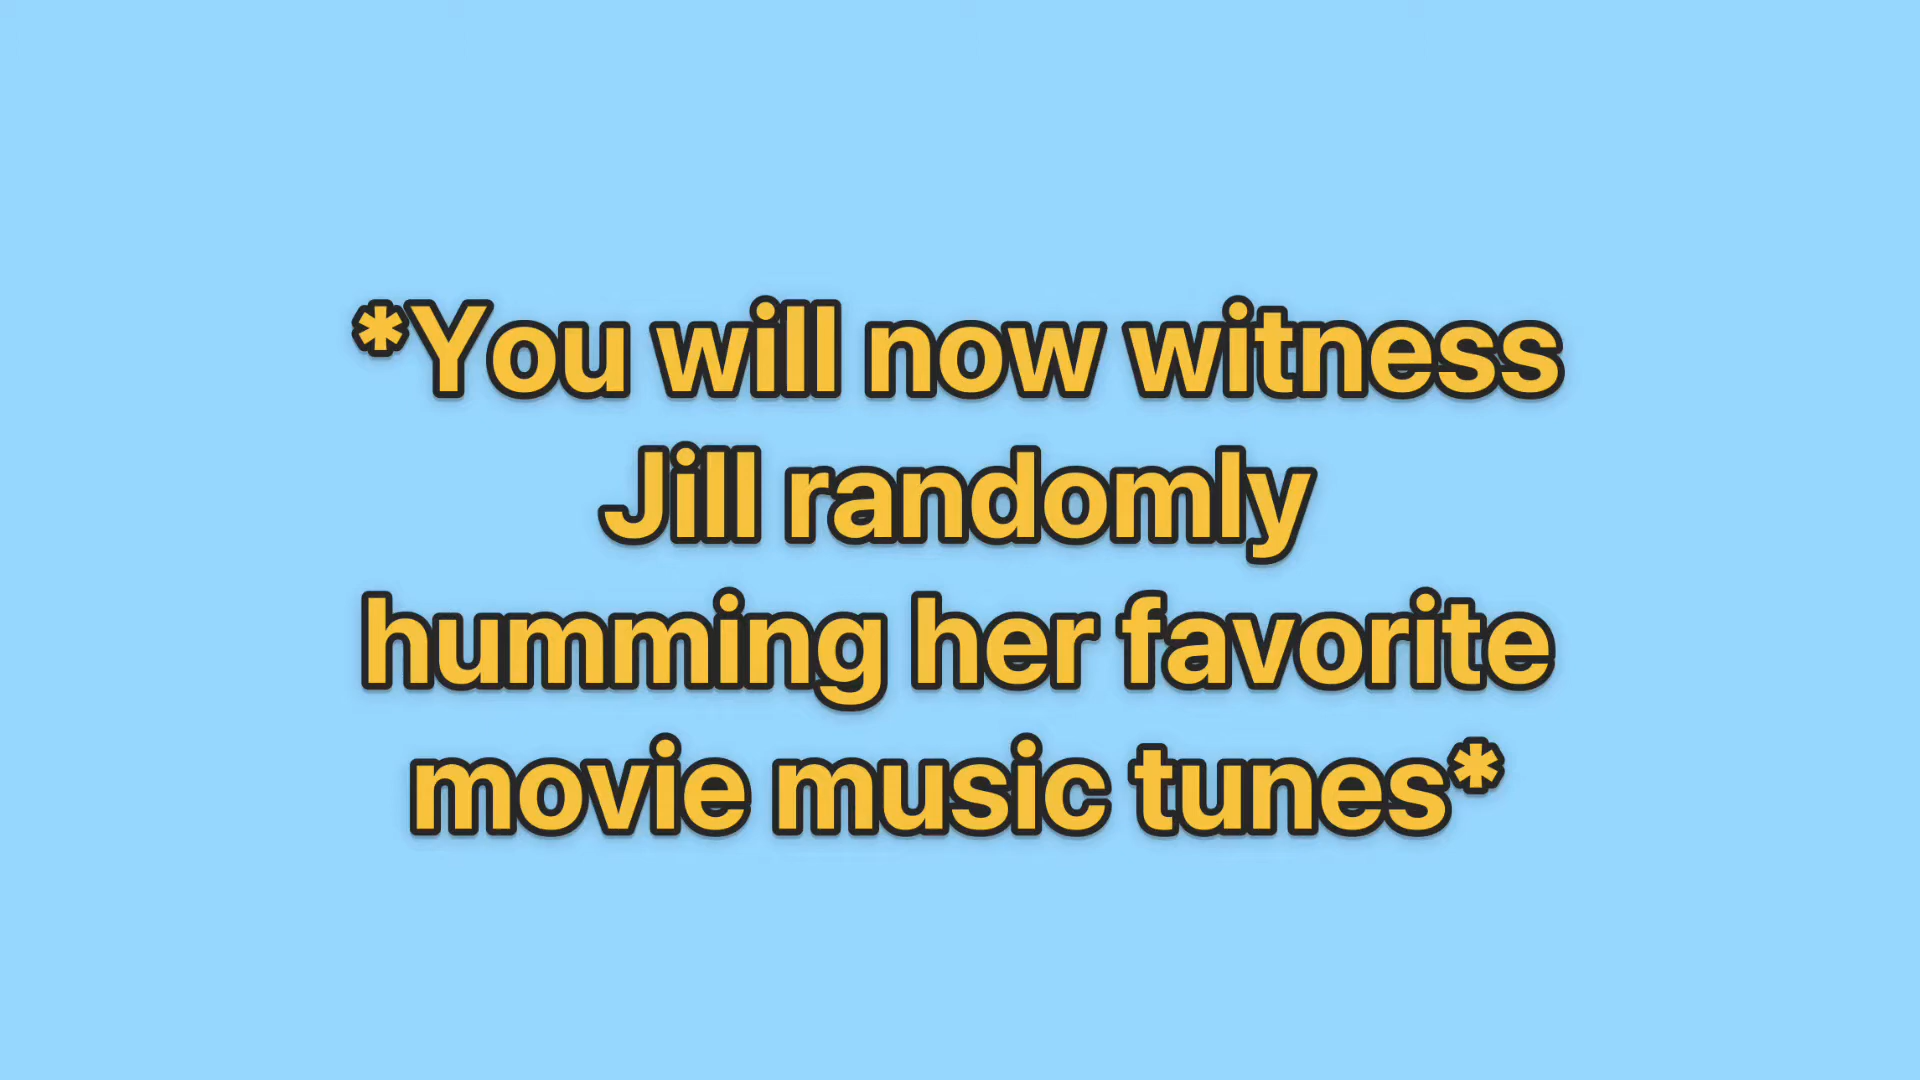 *You will now witness
Jill randomly
humming her favorite
movie music tunes*